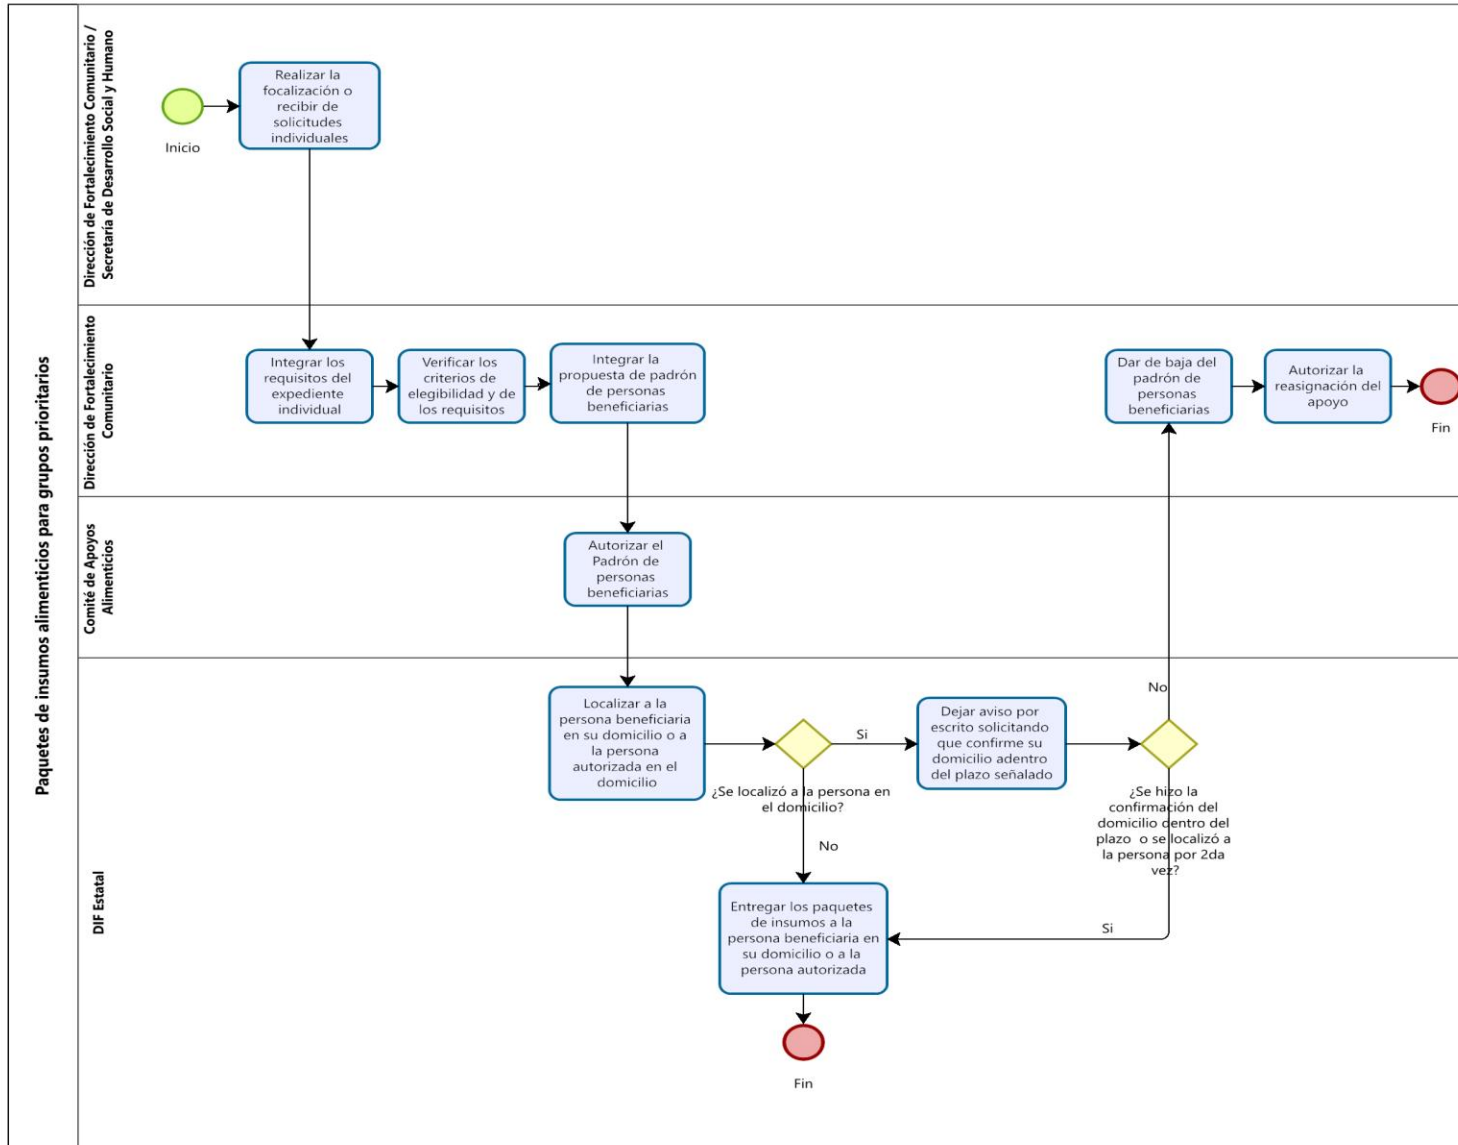 Paquetes de insumos alimenticios para grupos prioritarios
Dirección de Fortalecimiento Comunitario /
Secretaría de Desarrollo Social y Humano
Inicio
Realizar la
focalización o
recibir de
solicitudes
individuales
Dirección de Fortalecimiento
Comunitario
Integrar los
requisitos del
expediente
individual
Verificar los
criterios de
elegibilidad y de
los requisitos
Integrar la
propuesta de padrón
de personas
beneficiarias
Dar de baja del
padrón de
personas
beneficiarias
Autorizar la
reasignación del
apoyo
Fin
Comité de Apoyos
Alimenticios
Autorizar el
Padrón de
personas
beneficiarias
DIF Estatal
Localizar a la
persona beneficiaria
en su domicilio o a
la persona
autorizada en el
domicilio
¿Se localizó a la persona en
el domicilio?
Si
No
Dejar aviso por
escrito solicitando
que confirme su
domicilio adentro
del plazo señalado
No
¿Se hizo la
confirmación del
domicilio dentro del
plazo o se localizó a
la persona por 2da
vez?
Si
Entregar los paquetes
de insumos a la
persona beneficiaria en
su domicilio o a la
persona autorizada
Fin